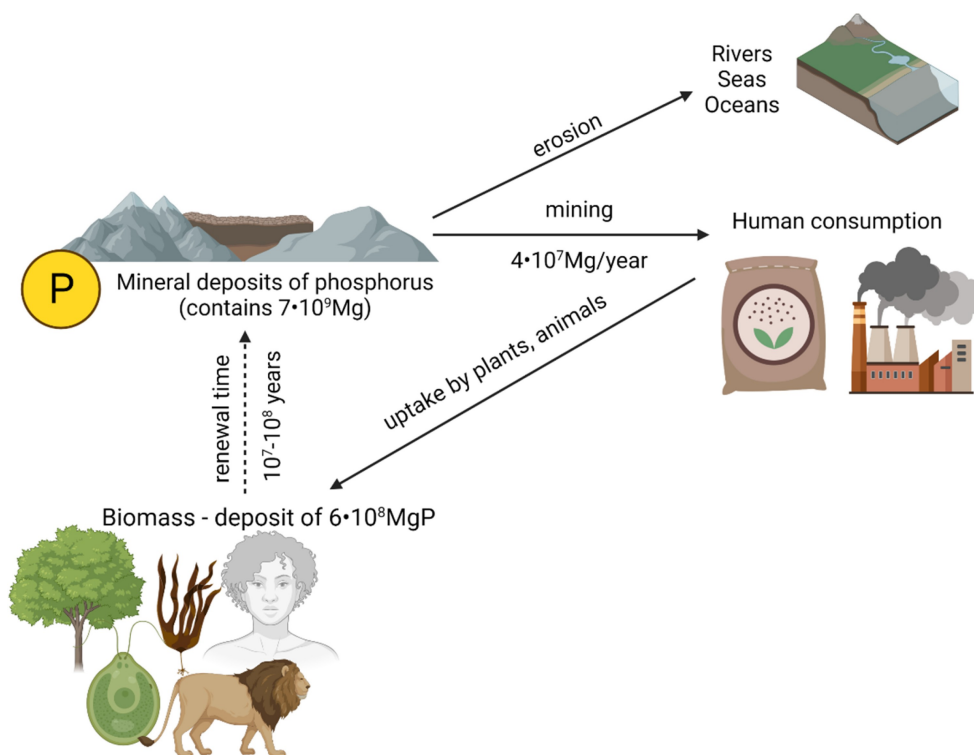 Rivers
Seas
Oceans
erosion
mining
4•10⁷Mg/year
Human consumption
P
Mineral deposits of phosphorus
(contains 7•10⁹Mg)
uptake by plants, animals
renewal time
10⁷-10⁸ years
Biomass - deposit of 6•10⁸MgP